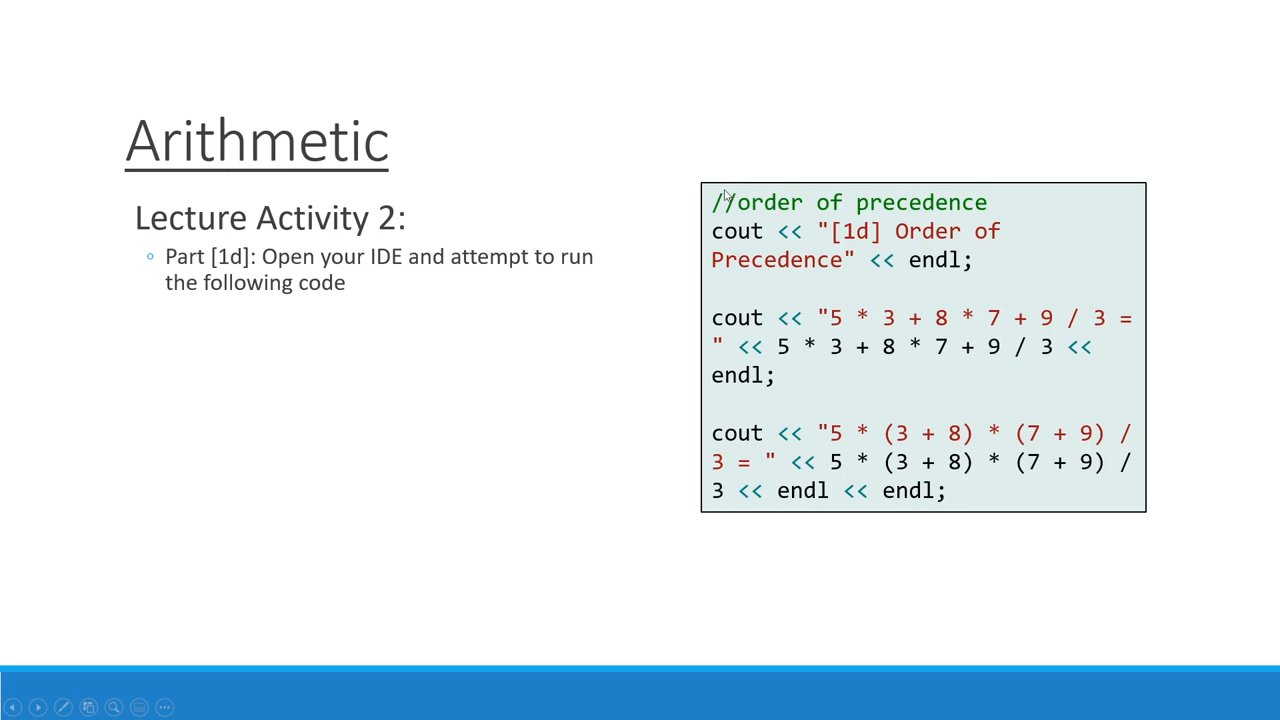 Arithmetic
Lecture Activity 2:
Part [1d]: Open your IDE and attempt to run
the following code
//order of precedence
cout << "[1d] Order of
Precedence" << endl;
cout << "5 * 3 + 8 * 7 + 9 / 3 =
" << 5 * 3 + 8 * 7 + 9 / 3 <<
endl;
cout << "5 * (3 + 8) * (7 + 9) /
3 = " << 5 * (3 + 8) * (7 + 9) /
3 << endl << endl;